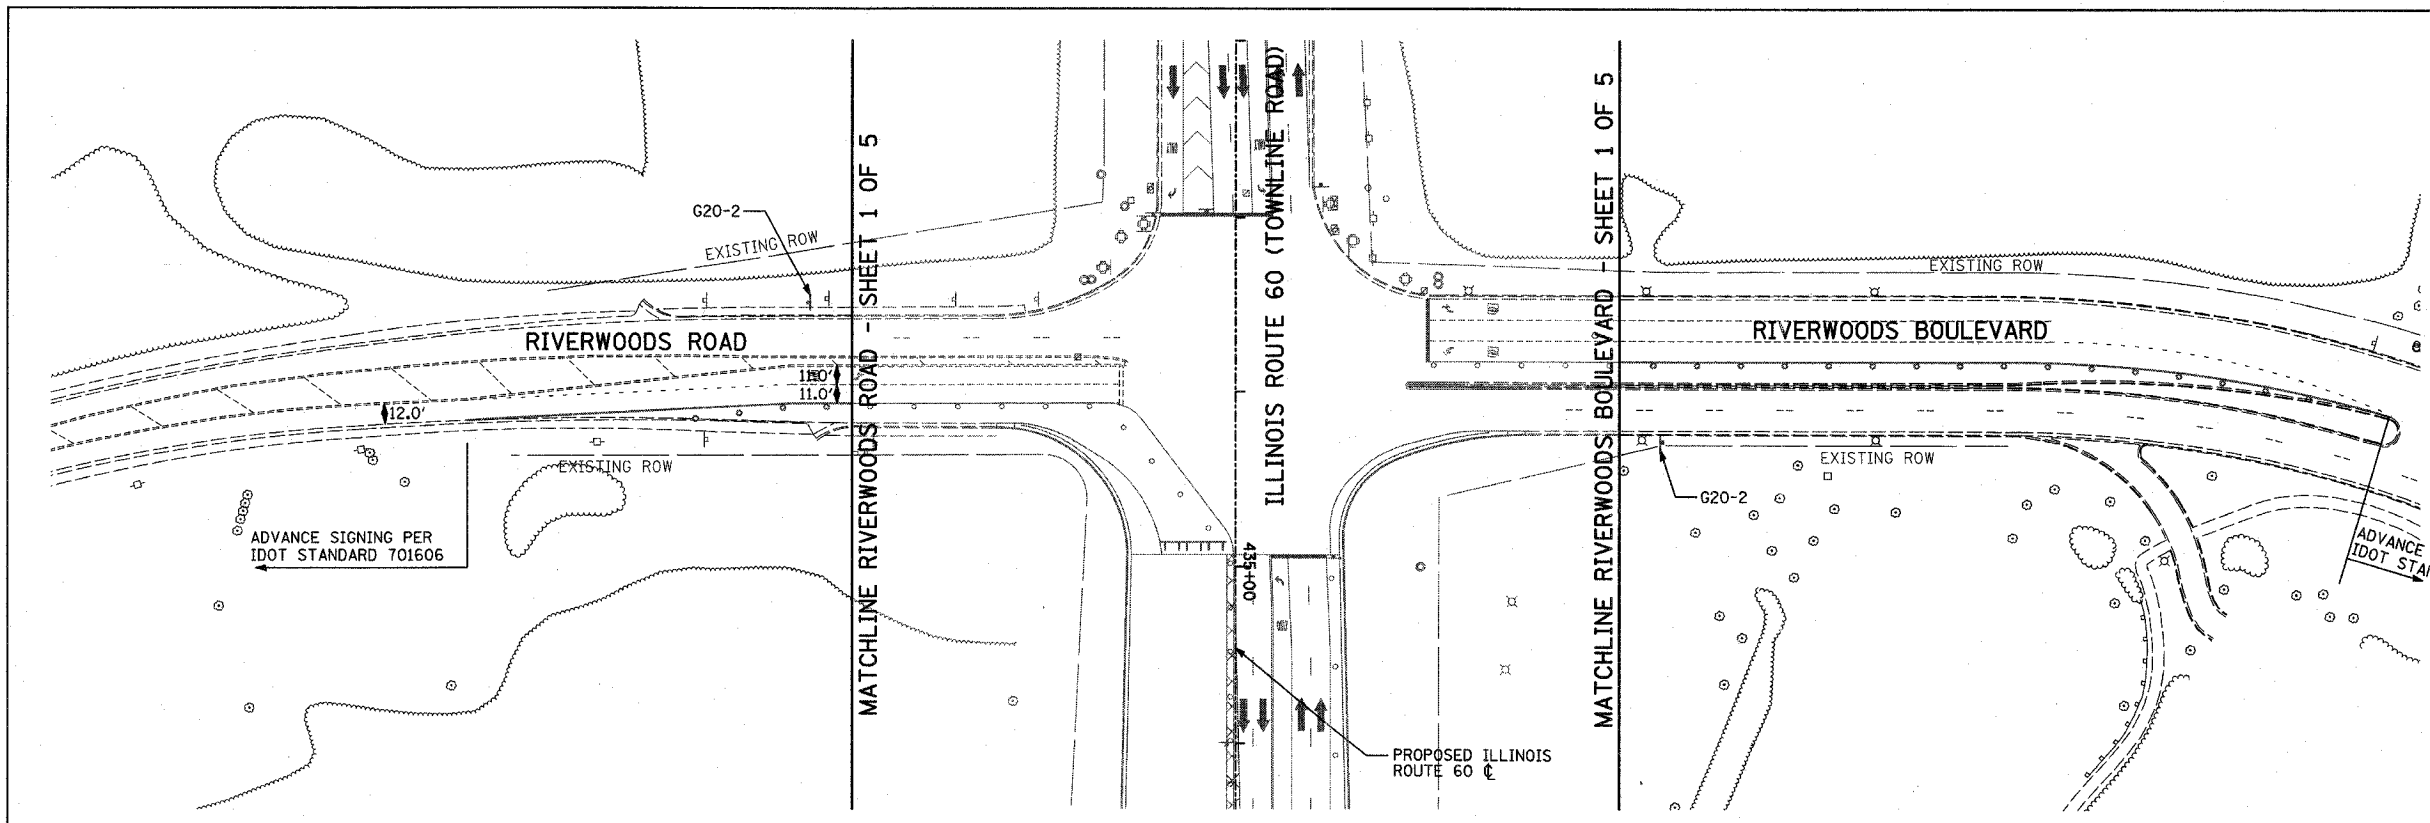 G20-2
EXISTING ROW
RIVERWOODS ROAD
11.0'
11.0'
12.0'
EXISTING ROW
ADVANCE SIGNING PER
IDOT STANDARD 701606
MATCHLINE RIVERWOODS ROAD - SHEET 1 OF 5
ILLINOIS ROUTE 60 (TOWNLINE ROAD)
435+00
PROPOSED ILLINOIS
ROUTE 60 ℄
MATCHLINE RIVERWOODS BOULEVARD - SHEET 1 OF 5
EXISTING ROW
RIVERWOODS BOULEVARD
EXISTING ROW
G20-2
ADVANCE
IDOT